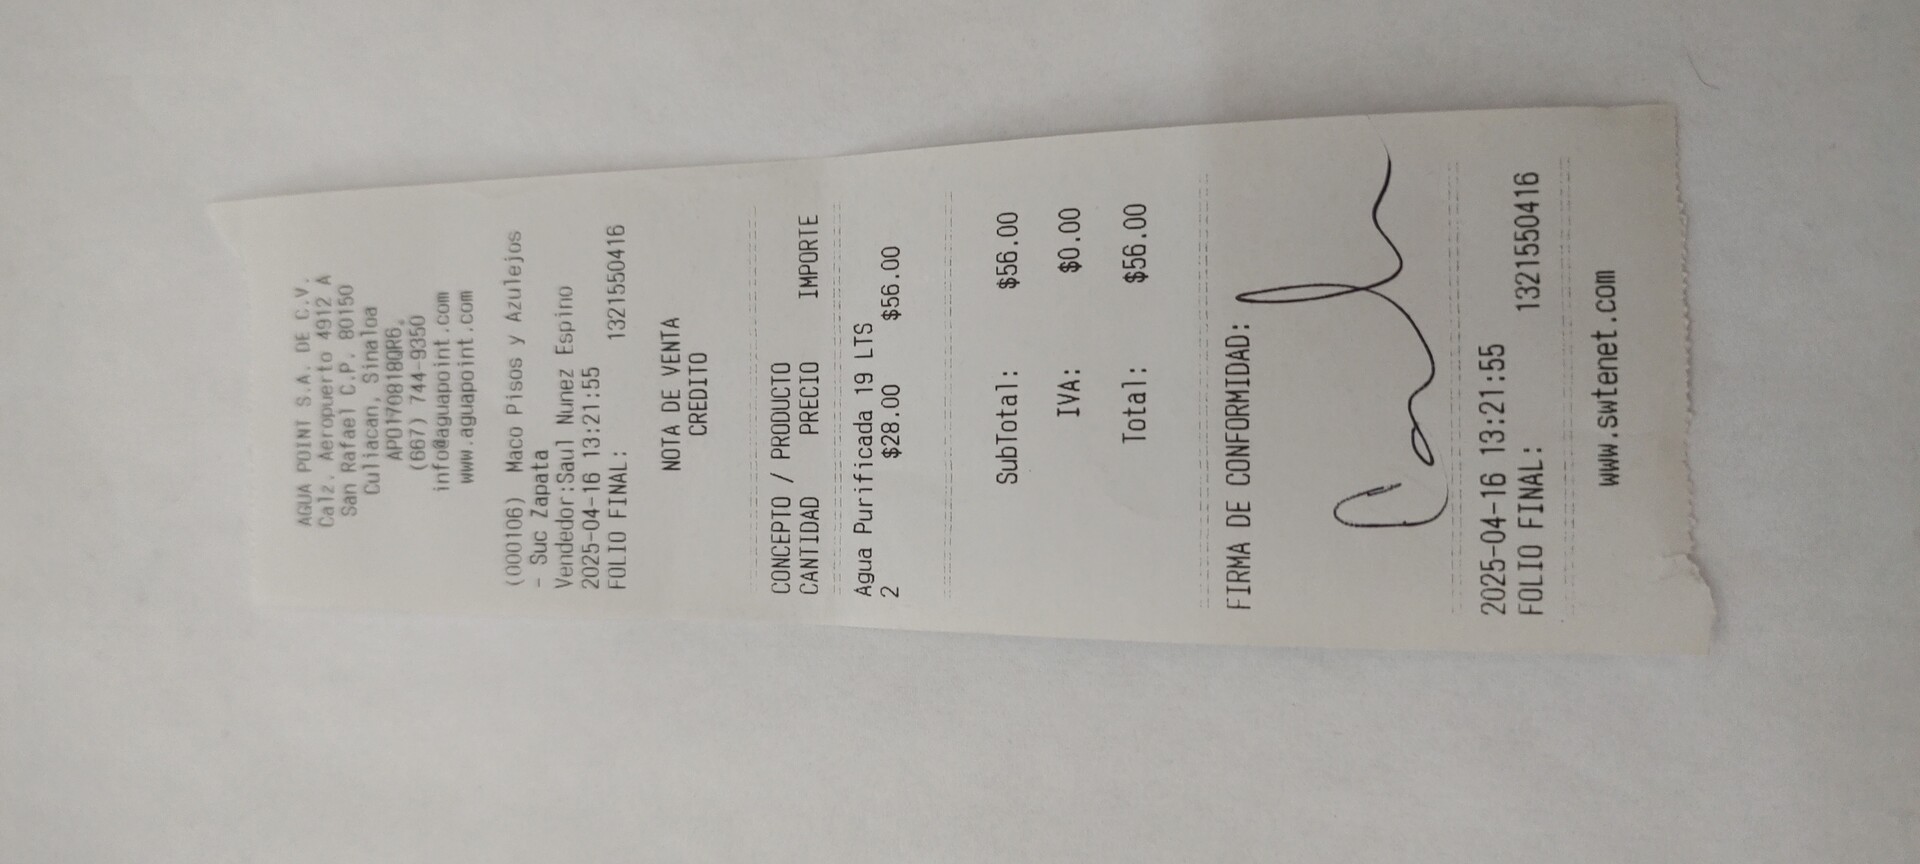 AGUA POINT S.A. DE C.V.
Calz. Aeropuerto 4912 A
San Rafael C.P. 80150
Culiacan, Sinaloa
APO170818QR6
(667) 744-9350
info@aguapoint.com
www.aguapoint.com
(000106) Maco Pisos y Azulejos
- Suc Zapata
Vendedor:Saul Nunez Espino
2025-04-16 13:21:55
FOLIO FINAL: 1321550416
NOTA DE VENTA
CREDITO
CONCEPTO / PRODUCTO
CANTIDAD PRECIO IMPORTE
Agua Purificada 19 LTS
2 $28.00 $56.00
SubTotal: $56.00
IVA: $0.00
Total: $56.00
FIRMA DE CONFORMIDAD:
2025-04-16 13:21:55
FOLIO FINAL: 1321550416
www.swtenet.com